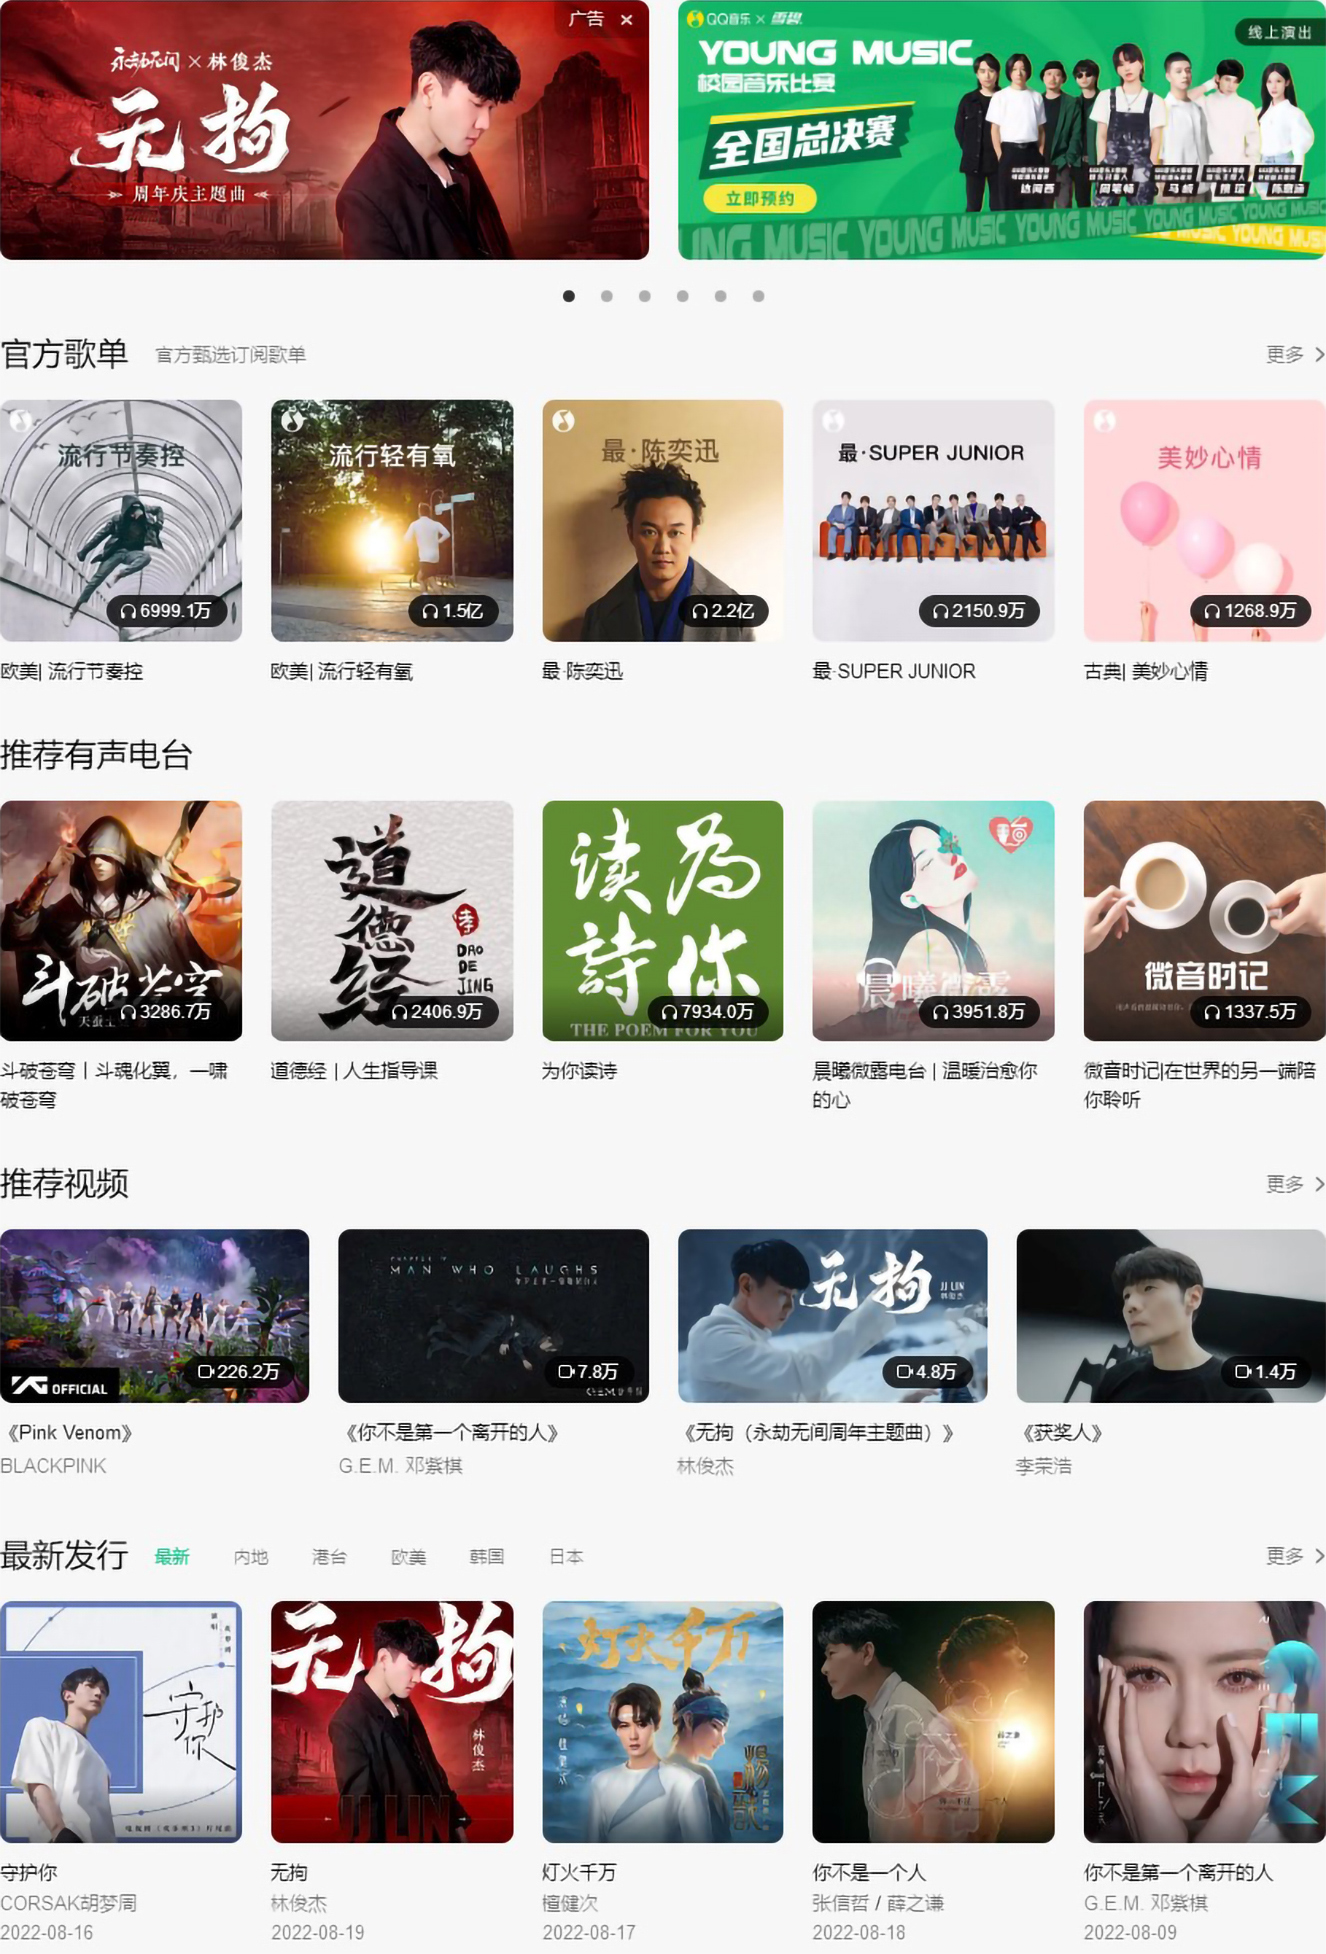 广告
永劫无间×林俊杰
无拘
周年庆主题曲
QQ音乐×雪碧
线上演出
YOUNG MUSIC
校园音乐比赛
全国总决赛
立即预约
周笔畅
马頔
YOUNG MUSIC YOUNG MUSIC YOUNG MUSIC
官方歌单 官方甄选订阅歌单
更多
流行节奏控
流行轻有氧
最·陈奕迅
最·SUPER JUNIOR
美妙心情
6999.1万
1.5亿
2.2亿
2150.9万
1268.9万
欧美| 流行节奏控
欧美| 流行轻有氧
最·陈奕迅
最·SUPER JUNIOR
古典| 美妙心情
推荐有声电台
斗破苍穹
3286.7万
道德经
DAO
DE
JING
2406.9万
读为
詩你
7934.0万
THE POEM FOR YOU
晨曦微露
3951.8万
微音时记
1337.5万
斗破苍穹丨斗魂化翼，一啸
破苍穹
道德经 | 人生指导课
为你读诗
晨曦微露电台 | 温暖治愈你
的心
微音时记|在世界的另一端陪
你聆听
推荐视频
更多
YG OFFICIAL
226.2万
MAN WHO LAUGHS
7.8万
无拘
JJ LIN
林俊杰
4.8万
1.4万
《Pink Venom》
BLACKPINK
《你不是第一个离开的人》
G.E.M. 邓紫棋
《无拘（永劫无间周年主题曲）》
林俊杰
《获奖人》
李荣浩
最新发行 最新 内地 港台 欧美 韩国 日本
更多
守护你
无拘
林俊杰
JJ LIN
灯火千万
薛之谦
守护你
CORSAK胡梦周
2022-08-16
无拘
林俊杰
2022-08-19
灯火千万
檀健次
2022-08-17
你不是一个人
张信哲 / 薛之谦
2022-08-18
你不是第一个离开的人
G.E.M. 邓紫棋
2022-08-09